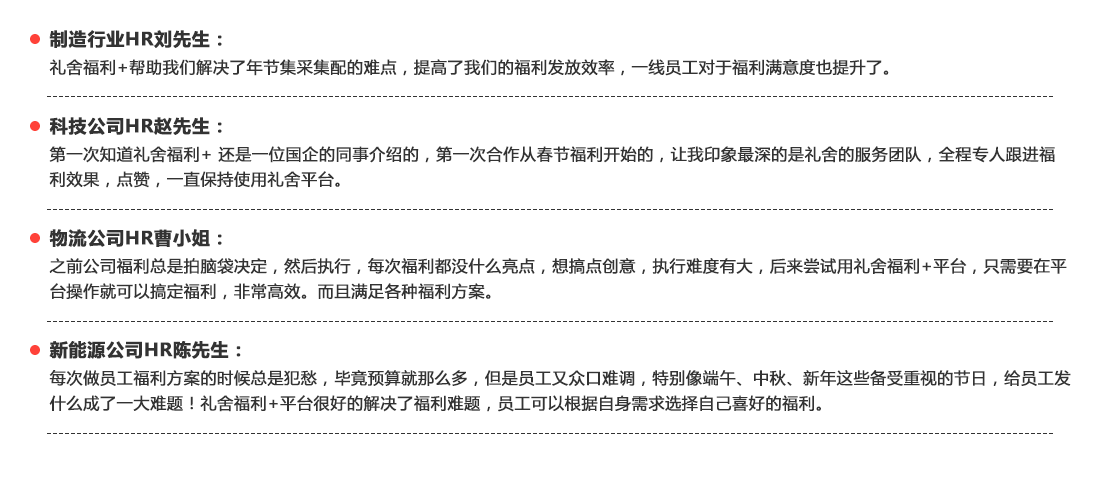 制造行业HR刘先生：
礼舍福利+帮助我们解决了年节集采集配的难点，提高了我们的福利发放效率，一线员工对于福利满意度也提升了。
科技公司HR赵先生：
第一次知道礼舍福利+ 还是一位国企的同事介绍的，第一次合作从春节福利开始的，让我印象最深的是礼舍的服务团队，全程专人跟进福
利效果，点赞，一直保持使用礼舍平台。
物流公司HR曹小姐：
之前公司福利总是拍脑袋决定，然后执行，每次福利都没什么亮点，想搞点创意，执行难度有大，后来尝试用礼舍福利+平台，只需要在平
台操作就可以搞定福利，非常高效。而且满足各种福利方案。
新能源公司HR陈先生：
每次做员工福利方案的时候总是犯愁，毕竟预算就那么多，但是员工又众口难调，特别像端午、中秋、新年这些备受重视的节日，给员工发
什么成了一大难题！礼舍福利+平台很好的解决了福利难题，员工可以根据自身需求选择自己喜好的福利。